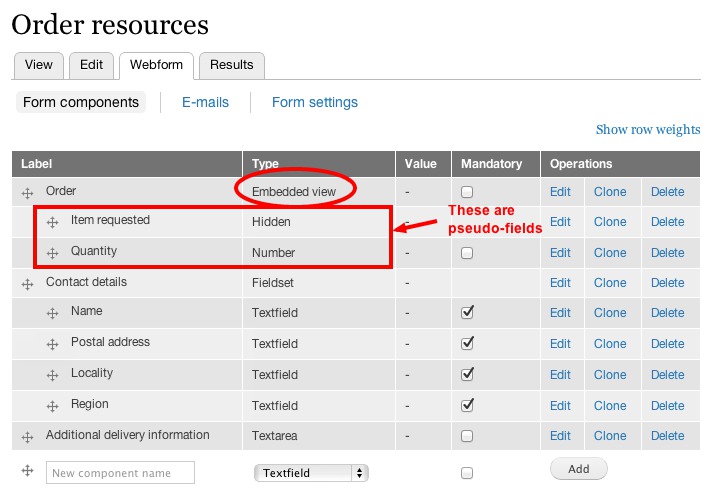 Order resources
View Edit Webform Results
Form components E-mails Form settings
Show row weights
Label Type Value Mandatory Operations
Order Embedded view - Edit Clone Delete
Item requested Hidden - Edit Clone Delete
These are
pseudo-fields
Quantity Number - Edit Clone Delete
Contact details Fieldset - Edit Clone Delete
Name Textfield - Edit Clone Delete
Postal address Textfield - Edit Clone Delete
Locality Textfield - Edit Clone Delete
Region Textfield - Edit Clone Delete
Additional delivery information Textarea - Edit Clone Delete
New component name Textfield Add